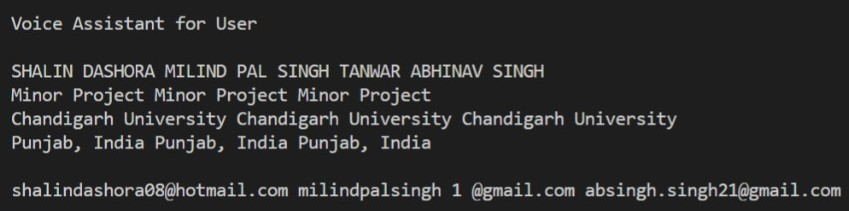 Voice Assistant for User
SHALIN DASHORA MILIND PAL SINGH TANWAR ABHINAV SINGH
Minor Project Minor Project Minor Project
Chandigarh University Chandigarh University Chandigarh University
Punjab, India Punjab, India Punjab, India
shalindashora08@hotmail.com milindpalsingh 1 @gmail.com absingh.singh21@gmail.com